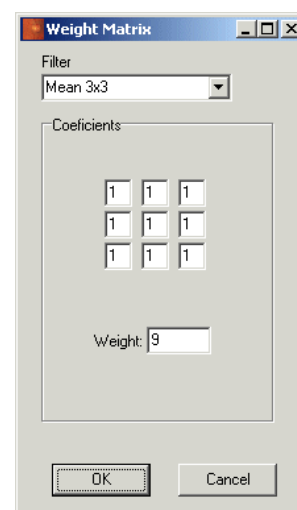 Weight Matrix
Filter
Mean 3x3
Coeficients
1 1 1
1 1 1
1 1 1
Weight: 9
OK Cancel